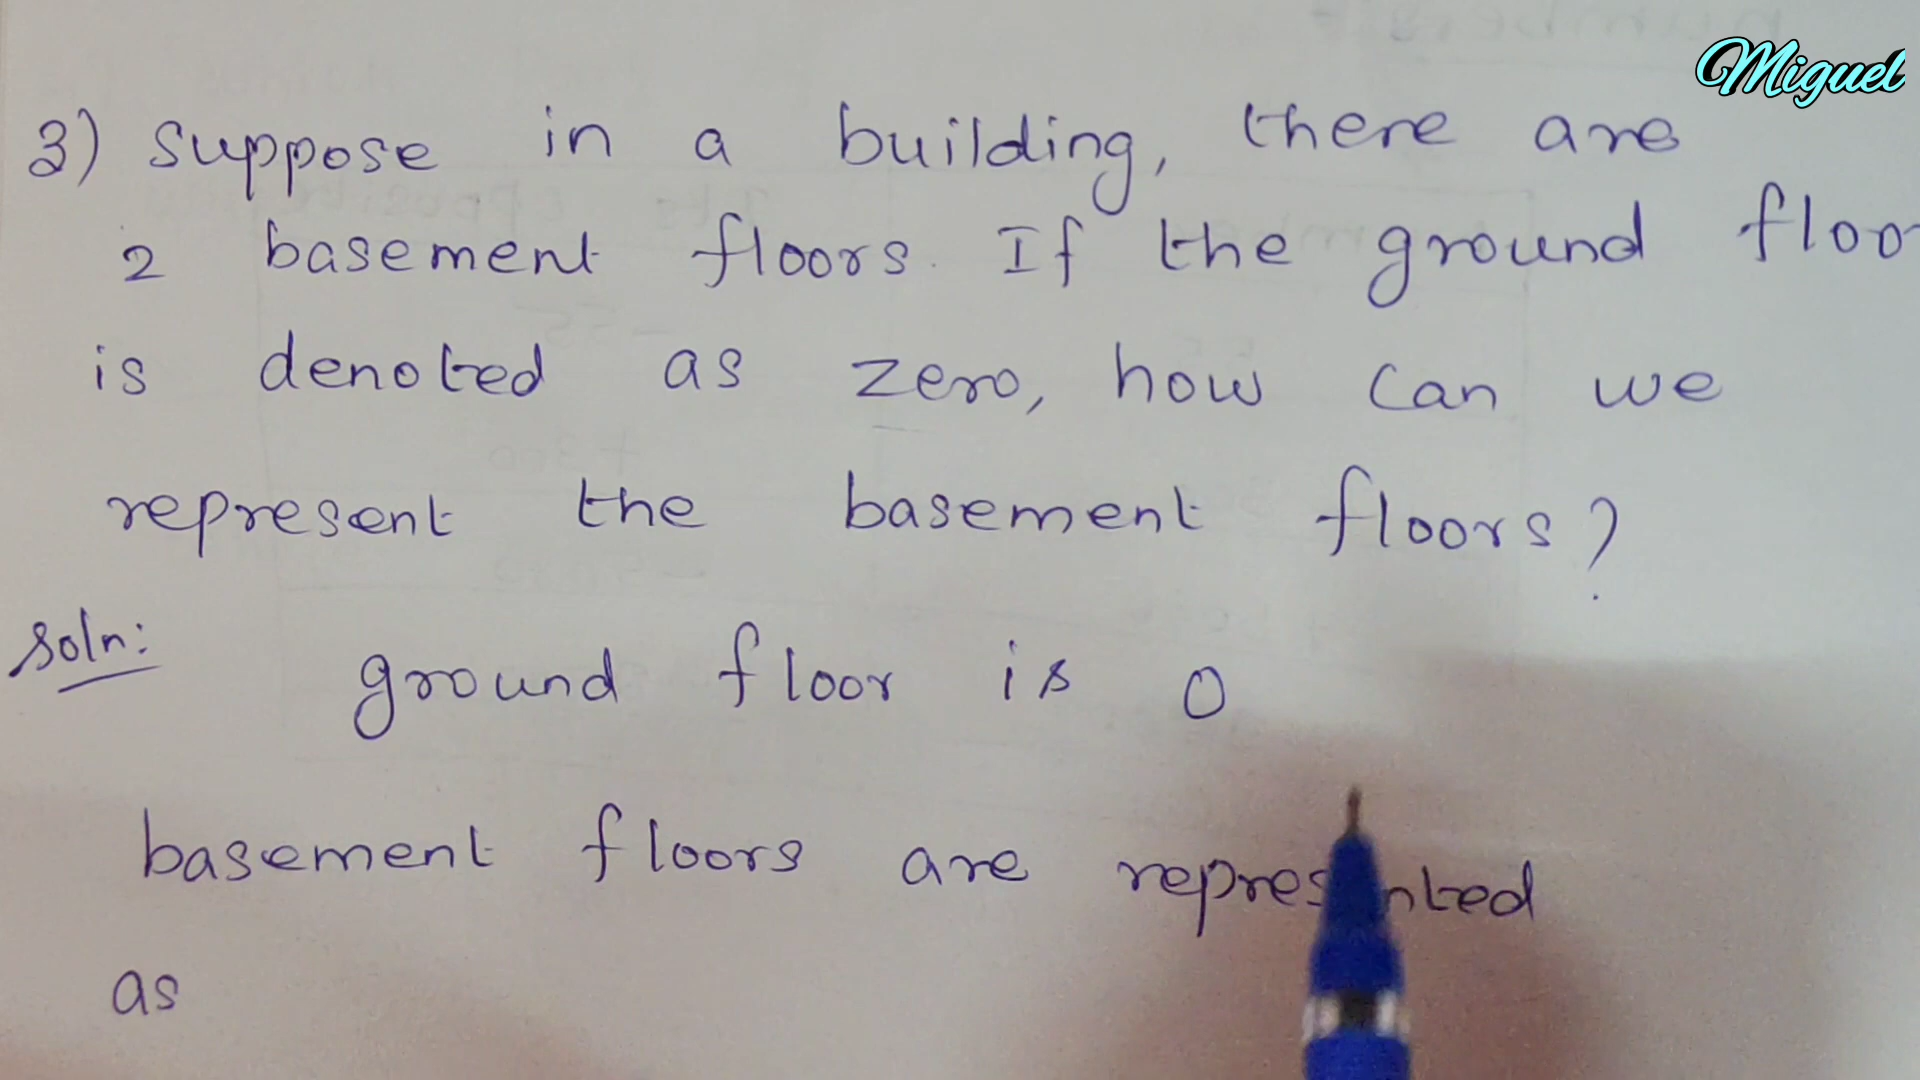 Miguel
3) Suppose in a building, there are
2 basement floors. If the ground floo
is denoted as zero, how can we
represent the basement floors?
Soln:
ground floor is 0
basement floors are represented
as